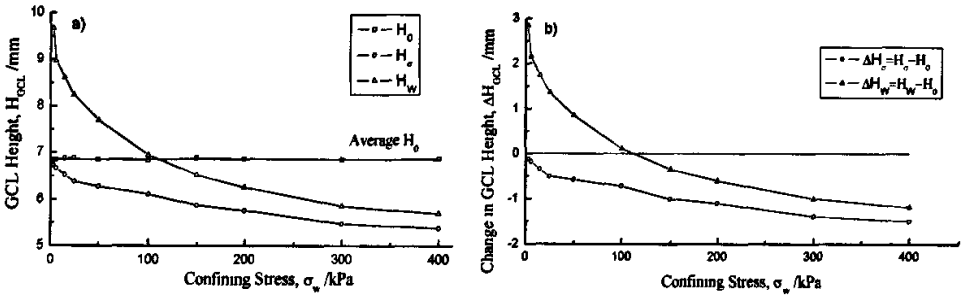 a)
GCL Height, H_GCL /mm
10
9
8
7
6
5
H_0
H_σ
H_W
Average H_0
0 100 200 300 400
Confining Stress, σ_w /kPa
b)
Change in GCL Height, ΔH_GCL /mm
3
2
1
0
-1
-2
ΔH_σ=H_σ-H_0
ΔH_W=H_W-H_0
0 100 200 300 400
Confining Stress, σ_w /kPa